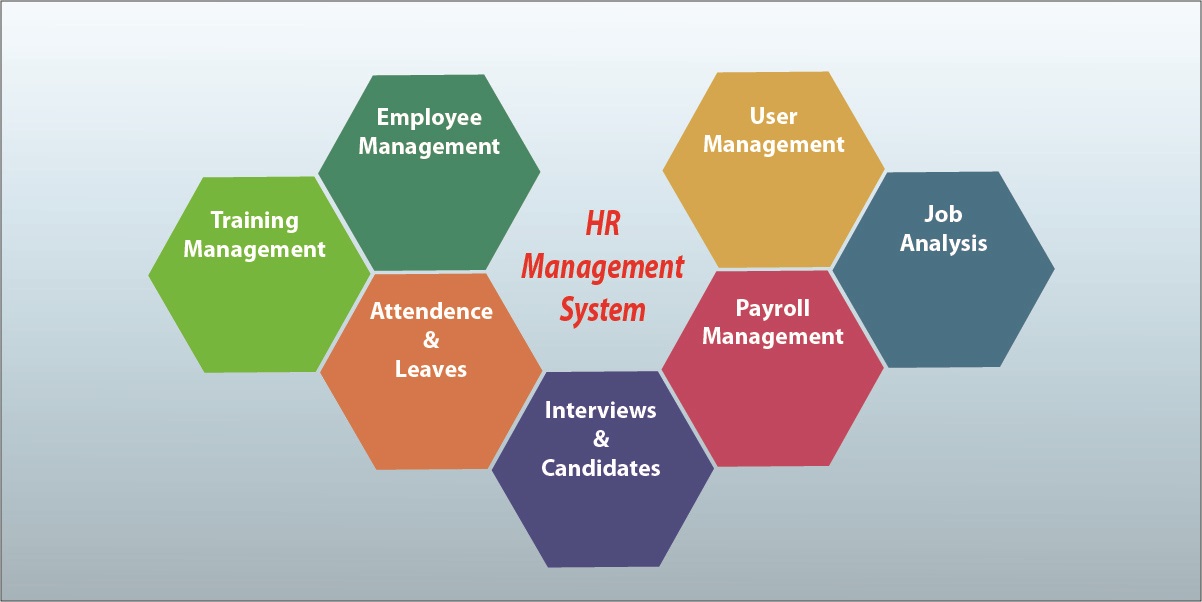 Employee
Management
User
Management
Training
Management
HR
Management
System
Job
Analysis
Attendence
&
Leaves
Payroll
Management
Interviews
&
Candidates